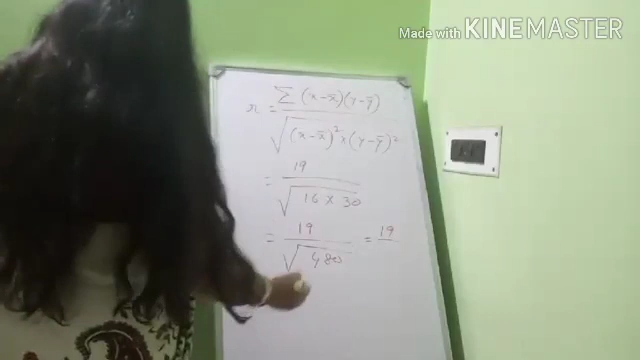 Made with KINEMASTER
r = Σ (x-x̄)(y-ȳ) / √(x-x̄)²×(y-ȳ)²
= 19 / √16 × 30
= 19 / √480 = 19